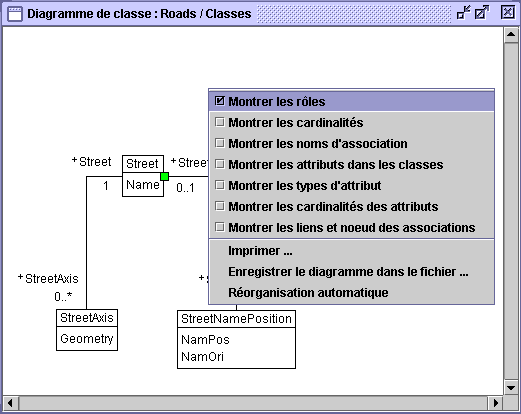 Diagramme de classe : Roads / Classes
Montrer les rôles
Montrer les cardinalités
Montrer les noms d'association
Montrer les attributs dans les classes
Montrer les types d'attribut
Montrer les cardinalités des attributs
Montrer les liens et noeud des associations
Imprimer ...
Enregistrer le diagramme dans le fichier ...
Réorganisation automatique
+Street
Street
+Street
1
Name
0..1
+StreetAxis
0..*
StreetAxis
Geometry
StreetNamePosition
NamPos
NamOri